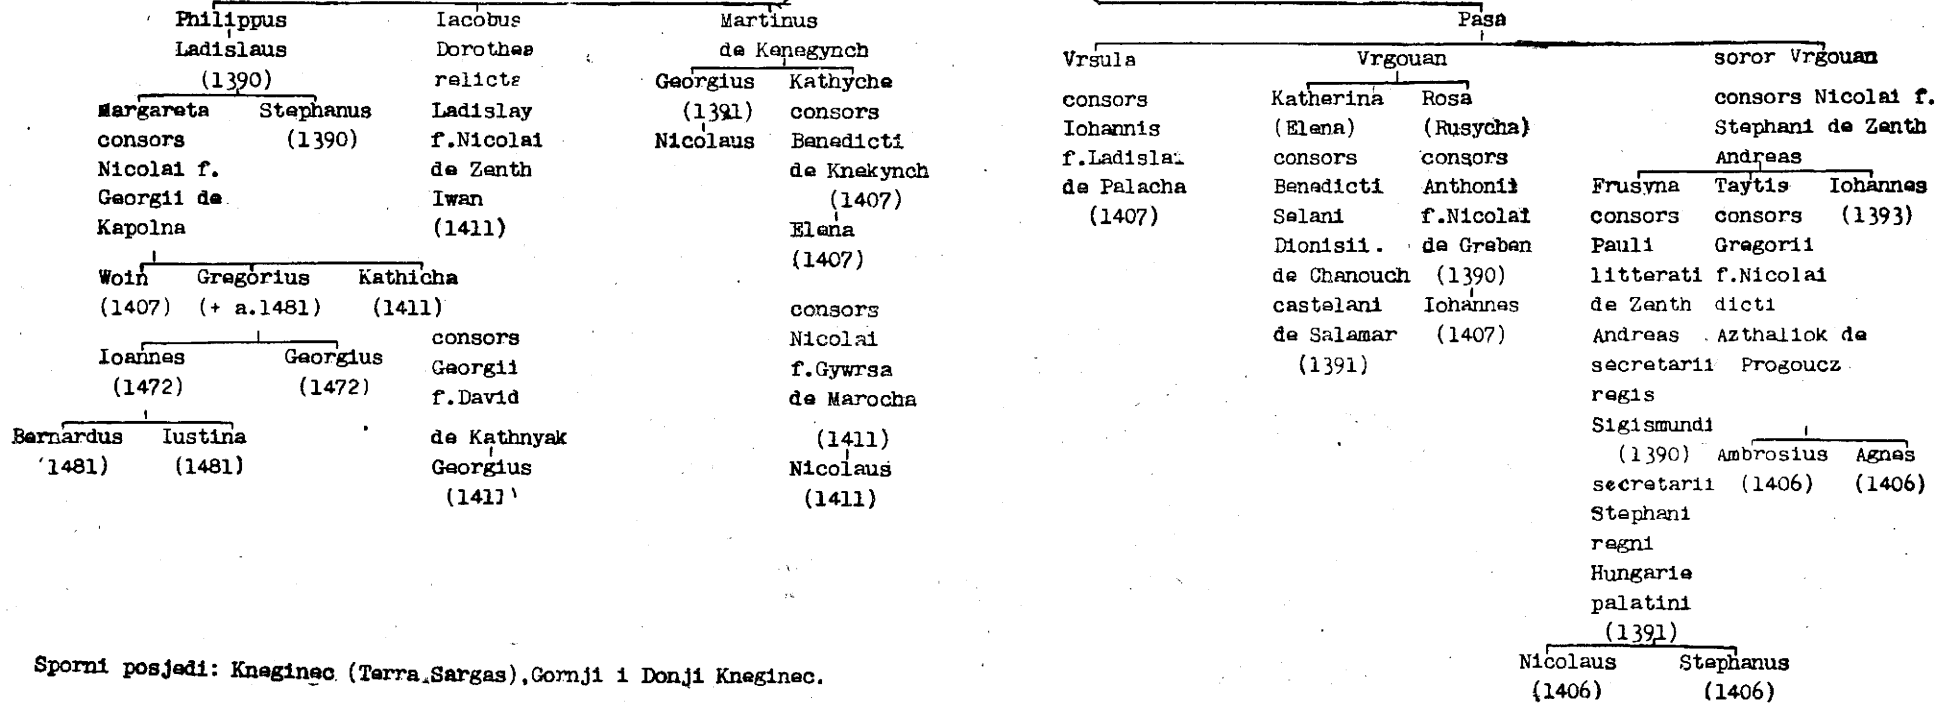 Philippus
Ladislaus
(1390)
Margareta
consors
Nicolai f.
Georgii de
Kapolna
Stephanus
(1390)
Woin
(1407)
Gregorius
(+ a.1481)
Kathicha
(1411)
Ioannes
(1472)
Georgius
(1472)
Bernardus
1481)
Iustina
(1481)
Iacobus
Dorothea
relicta
Ladislay
f.Nicolai
de Zenth
Iwan
(1411)
consors
Georgii
f.David
de Kathnyak
Georgius
(1411)
Martinus
de Kenegynch
Georgius
(1391)
Nicolaus
Kathyche
consors
Benedicti
de Knekynch
(1407)
Elena
(1407)
consors
Nicolai
f.Gywrsa
de Marocha
(1411)
Nicolaus
(1411)
Pasa
Vrsula
consors
Iohannis
f.Ladislai
de Palacha
(1407)
Vrgouan
Katherina
(Elena)
consors
Benedicti
Selani
Dionisii.
de Chanouch
castelani
de Salamar
(1391)
Rosa
(Rusycha)
consors
Anthonii
f.Nicolai
de Greben
(1390)
Iohannes
(1407)
soror Vrgouan
consors Nicolai f.
Stephani de Zenth
Andreas
Frusyna
consors
Pauli
litterati
de Zenth
Andreas
secretarii
regis
Sigismundi
(1390)
secretarii
Stephani
regni
Hungarie
palatini
(1391)
Nicolaus
(1406)
Stephanus
(1406)
Taytis
consors
Gregorii
f.Nicolai
dicti
Azthaliok de
Progoucz
Ambrosius
(1406)
Agnes
(1406)
Iohannes
(1393)
Sporni posjedi: Kneginec (Terra Sargas), Gornji i Donji Kneginec.